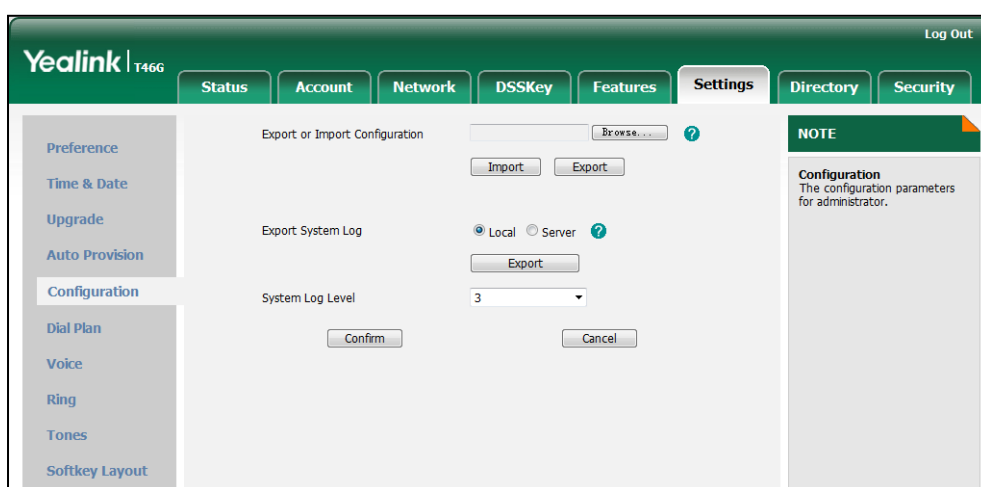 Log Out
Yealink | T46G
Status Account Network DSSKey Features Settings Directory Security
Preference
Time & Date
Upgrade
Auto Provision
Configuration
Dial Plan
Voice
Ring
Tones
Softkey Layout
Export or Import Configuration Browse... ?
Import Export
Export System Log Local Server ?
Export
System Log Level 3
Confirm Cancel
NOTE
Configuration
The configuration parameters
for administrator.